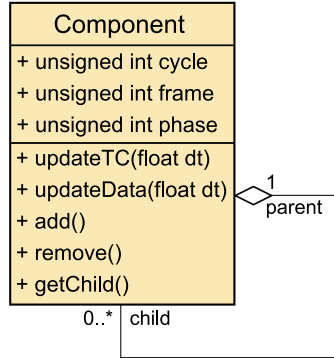 Component
+ unsigned int cycle
+ unsigned int frame
+ unsigned int phase
+ updateTC(float dt)
+ updateData(float dt)
+ add()
+ remove()
+ getChild()
1
parent
0..* child